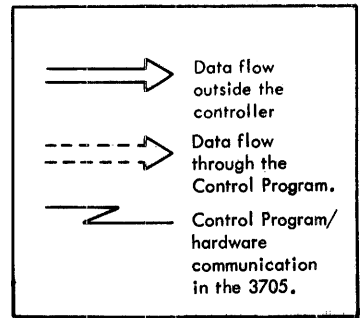 Data flow
outside the
controller
Data flow
through the
Control Program.
Control Program/
hardware
communication
in the 3705.